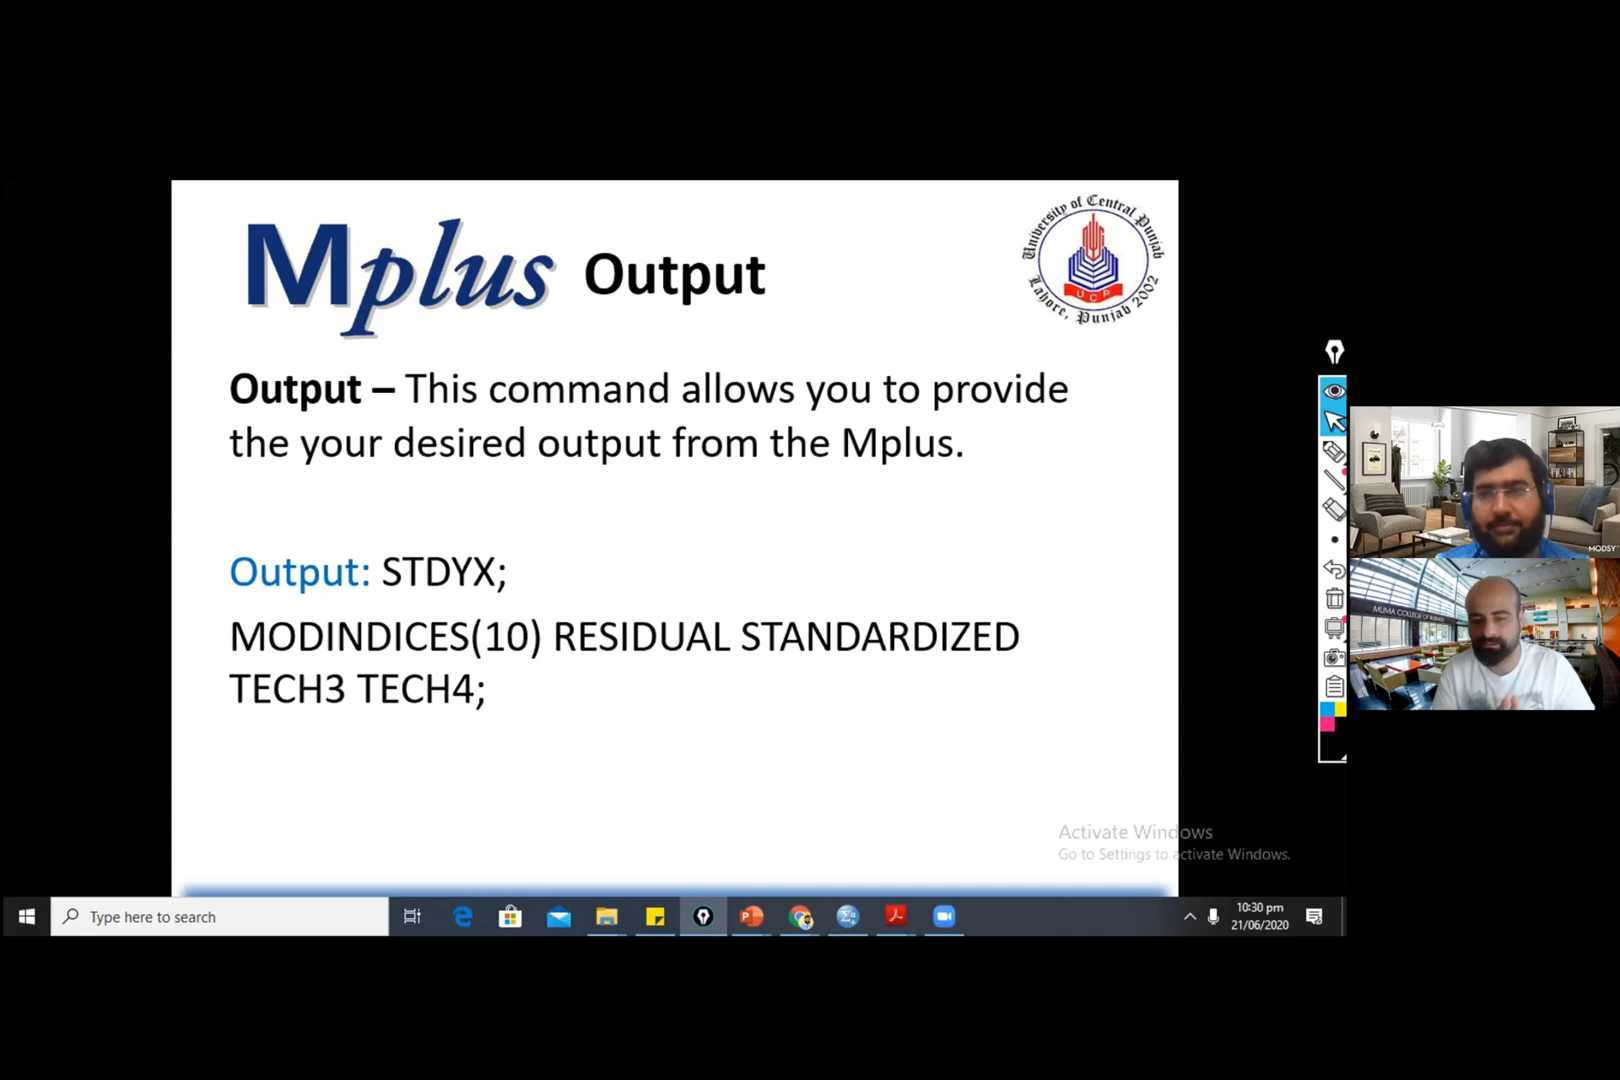 Mplus Output
University of Central Punjab
UCP
Lahore, Punjab 2002
Output – This command allows you to provide
the your desired output from the Mplus.
Output: STDYX;
MODINDICES(10) RESIDUAL STANDARDIZED
TECH3 TECH4;
MODSY
MUMA COLLEGE OF BUSINESS
Activate Windows
Go to Settings to activate Windows.
Type here to search
10:30 pm
21/06/2020